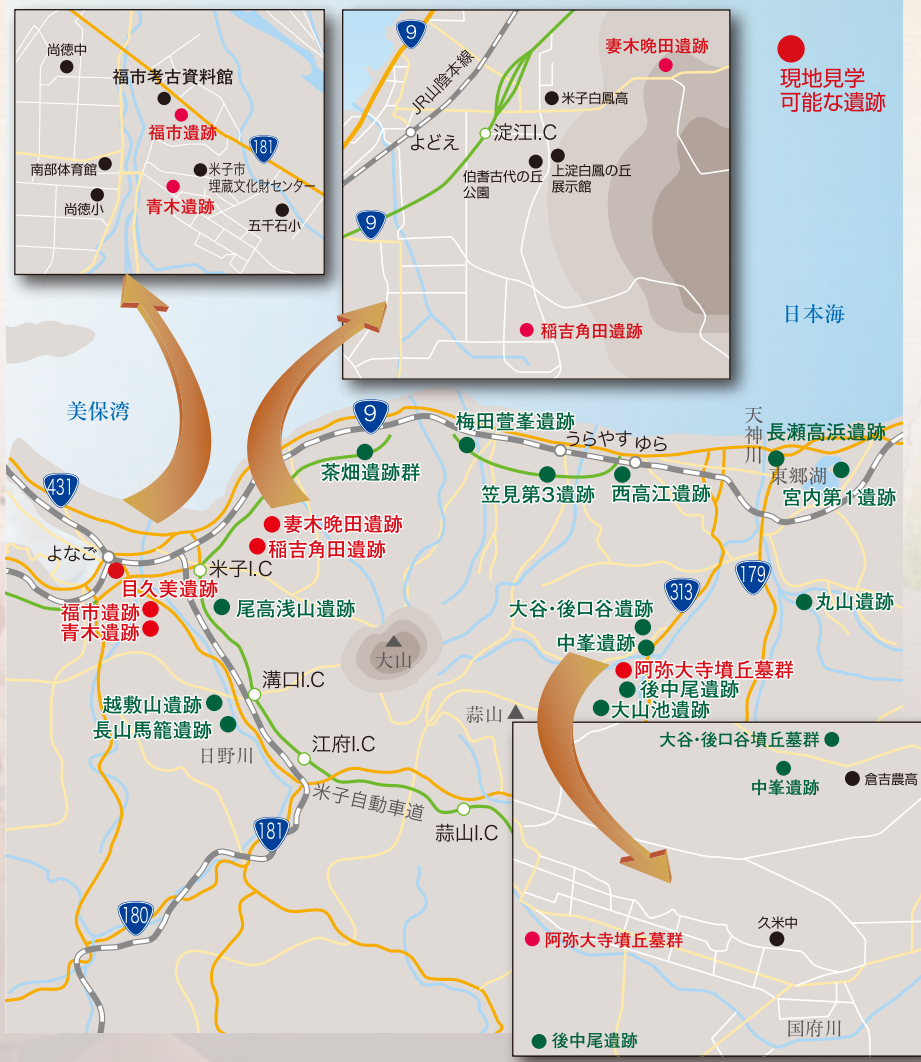 尚徳中
福市考古資料館
福市遺跡
181
南部体育館
米子市
埋蔵文化財センター
尚徳小
青木遺跡
五千石小
9
JR山陰本線
妻木晩田遺跡
米子白鳳高
よどえ
淀江I.C
伯耆古代の丘
公園
上淀白鳳の丘
展示館
9
稲吉角田遺跡
現地見学
可能な遺跡
日本海
美保湾
9
梅田萱峯遺跡
うらやす
ゆら
天神川
長瀬高浜遺跡
東郷湖
茶畑遺跡群
笠見第3遺跡
西高江遺跡
宮内第1遺跡
431
妻木晩田遺跡
稲吉角田遺跡
よなご
米子I.C
目久美遺跡
福市遺跡
青木遺跡
尾高浅山遺跡
大山
313
179
大谷・後口谷遺跡
丸山遺跡
中峯遺跡
阿弥大寺墳丘墓群
後中尾遺跡
大山池遺跡
溝口I.C
越敷山遺跡
長山馬籠遺跡
日野川
蒜山
江府I.C
米子自動車道
蒜山I.C
181
180
大谷・後口谷墳丘墓群
中峯遺跡
倉吉農高
久米中
阿弥大寺墳丘墓群
国府川
後中尾遺跡